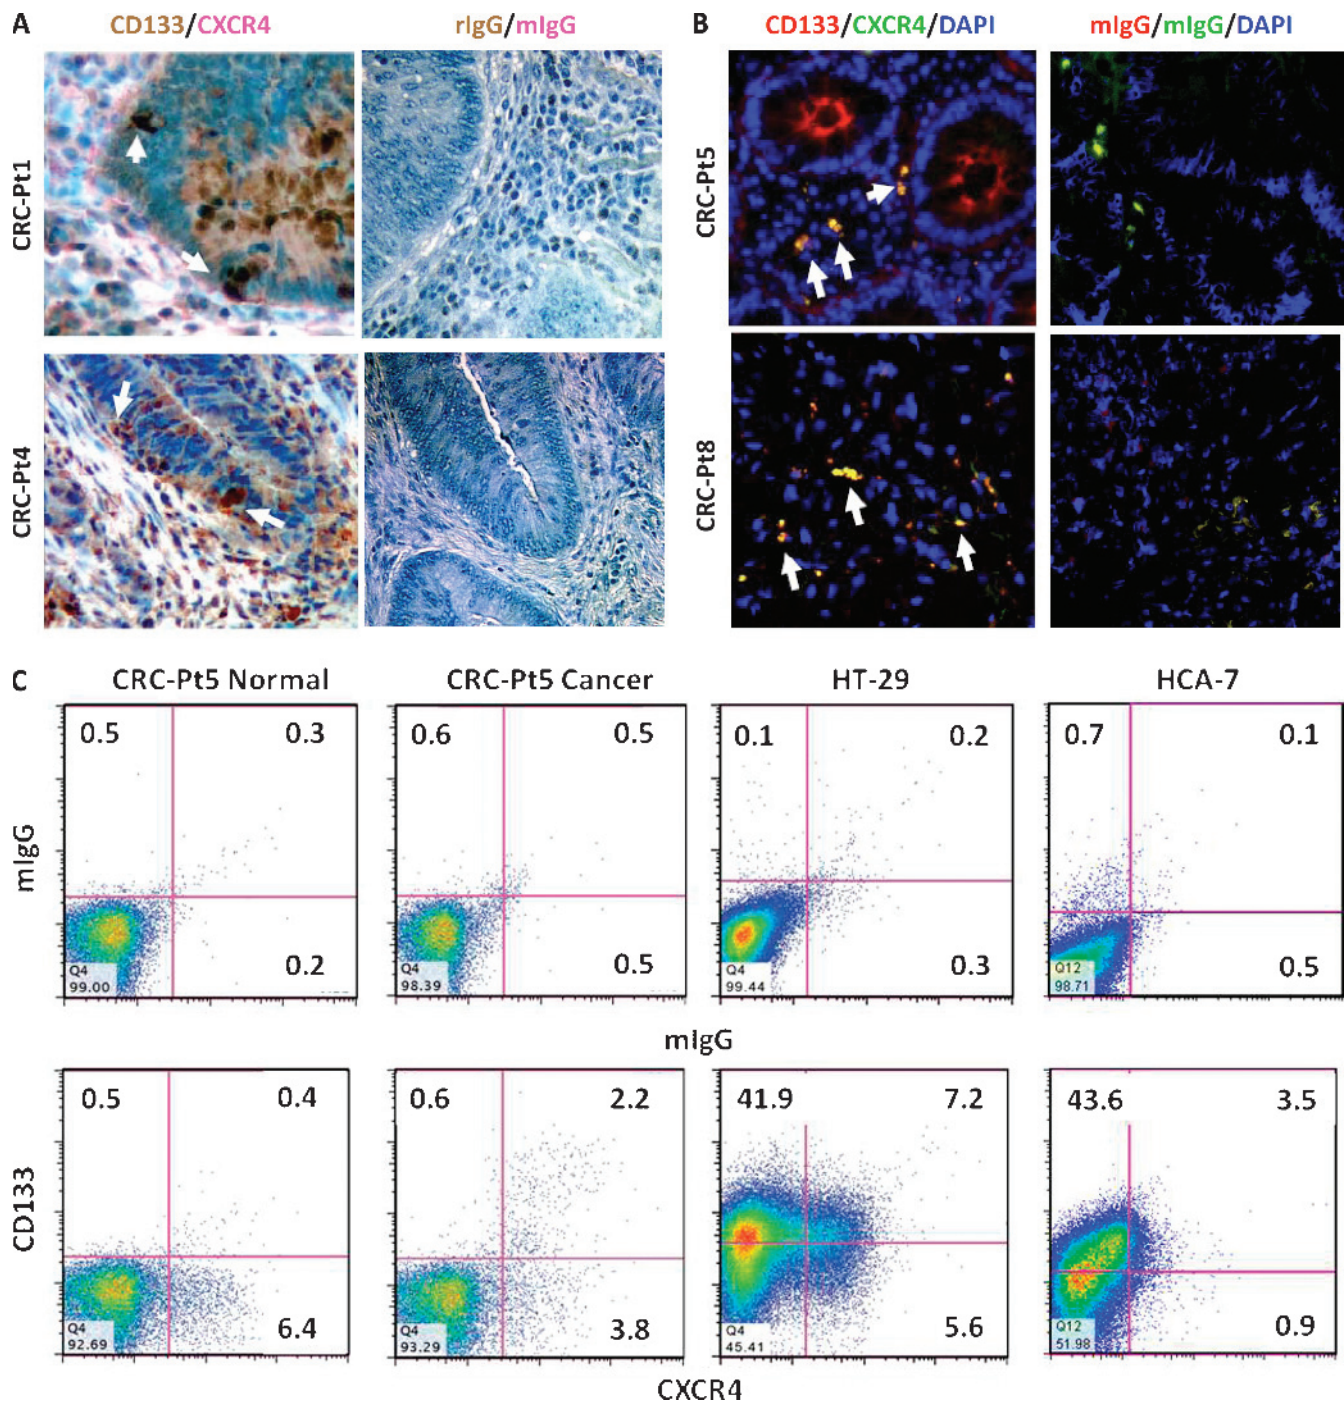 A CD133/CXCR4 rIgG/mIgG
B CD133/CXCR4/DAPI mIgG/mIgG/DAPI
CRC-Pt1
CRC-Pt4
CRC-Pt5
CRC-Pt8
C CRC-Pt5 Normal CRC-Pt5 Cancer HT-29 HCA-7
0.5 0.3 0.6 0.5 0.1 0.2 0.7 0.1
mIgG
0.2 0.5 0.3 0.5
Q4 Q4 Q4 Q12
99.00 98.39 99.44 98.71
mIgG
0.5 0.4 0.6 2.2 41.9 7.2 43.6 3.5
CD133
6.4 3.8 5.6 0.9
Q4 Q4 Q4 Q12
92.69 93.29 45.41 51.98
CXCR4